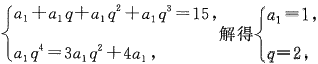 a₁+a₁q+a₁q²+a₁q³=15，
a₁q⁴=3a₁q²+4a₁，
解得
a₁=1，
q=2，